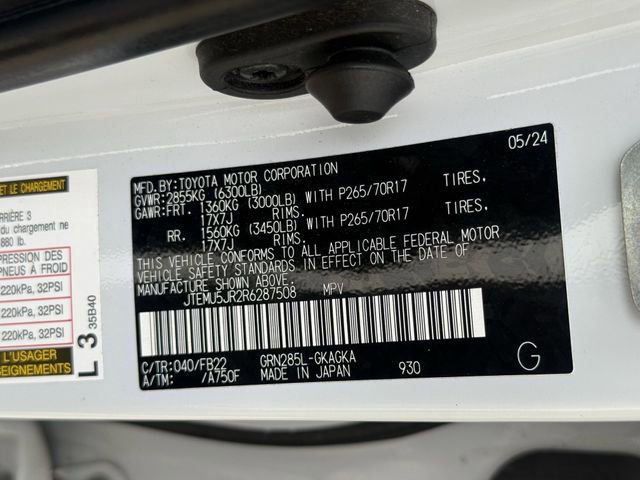 05/24
MFD.BY:TOYOTA MOTOR CORPORATION
GVWR:2855KG (6300LB)
GAWR:FRT. 1360KG (3000LB) WITH P265/70R17 TIRES.
17X7J RIMS.
RR. 1560KG (3450LB) WITH P265/70R17 TIRES.
17X7J RIMS.
THIS VEHICLE CONFORMS TO ALL APPLICABLE FEDERAL MOTOR
VEHICLE SAFETY STANDARDS IN EFFECT ON THE DATE OF
MANUFACTURE SHOWN ABOVE.
JTEMU5JR2R6287508 MPV
C/TR:040/FB22 GRN285L-GKAGKA
A/TM: /A750F MADE IN JAPAN 930
G
ET LE CHARGEMENT
RRIÈRE 3
du chargement ne
880 lb.
PRESSION DES
PNEUS À FROID
220kPa, 32PSI
220kPa, 32PSI
220kPa, 32PSI
L'USAGER
enseignements
L 3 35B40